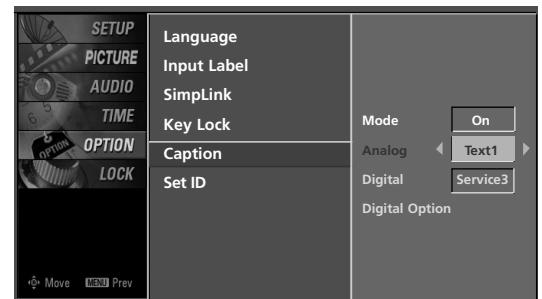 SETUP
PICTURE
AUDIO
TIME
OPTION
LOCK
Move MENU Prev
Language
Input Label
SimpLink
Key Lock
Caption
Set ID
Mode On
Analog Text1
Digital Service3
Digital Option